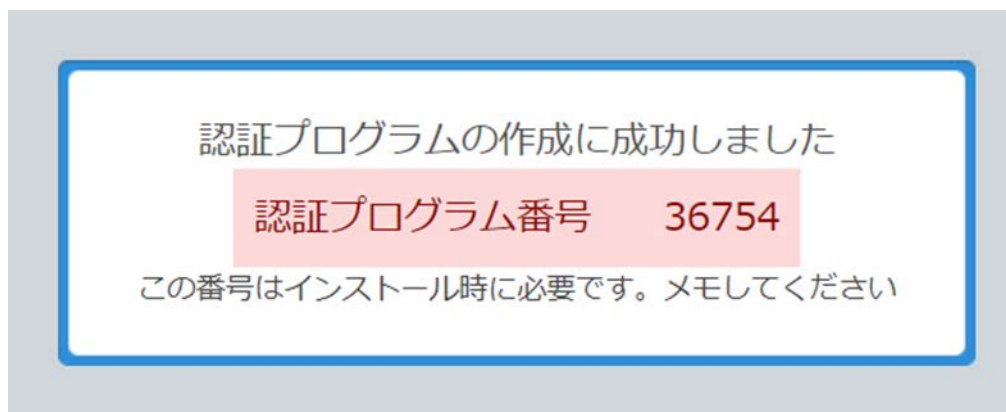 認証プログラムの作成に成功しました
認証プログラム番号　　36754
この番号はインストール時に必要です。メモしてください